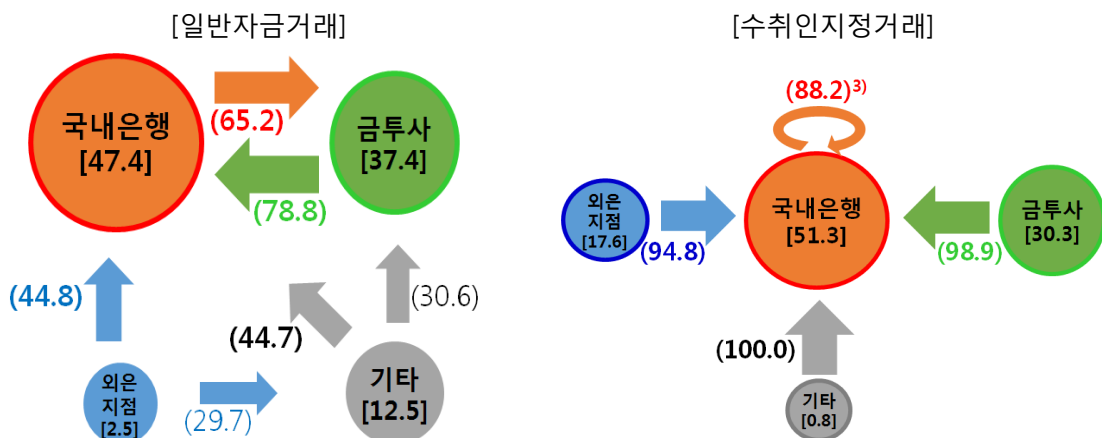 [일반자금거래]
국내은행
[47.4]
(65.2)
(78.8)
금투사
[37.4]
(44.8)
(44.7)
(30.6)
외은
지점
[2.5]
(29.7)
기타
[12.5]
[수취인지정거래]
(88.2)3)
외은
지점
[17.6]
(94.8)
국내은행
[51.3]
(98.9)
금투사
[30.3]
(100.0)
기타
[0.8]